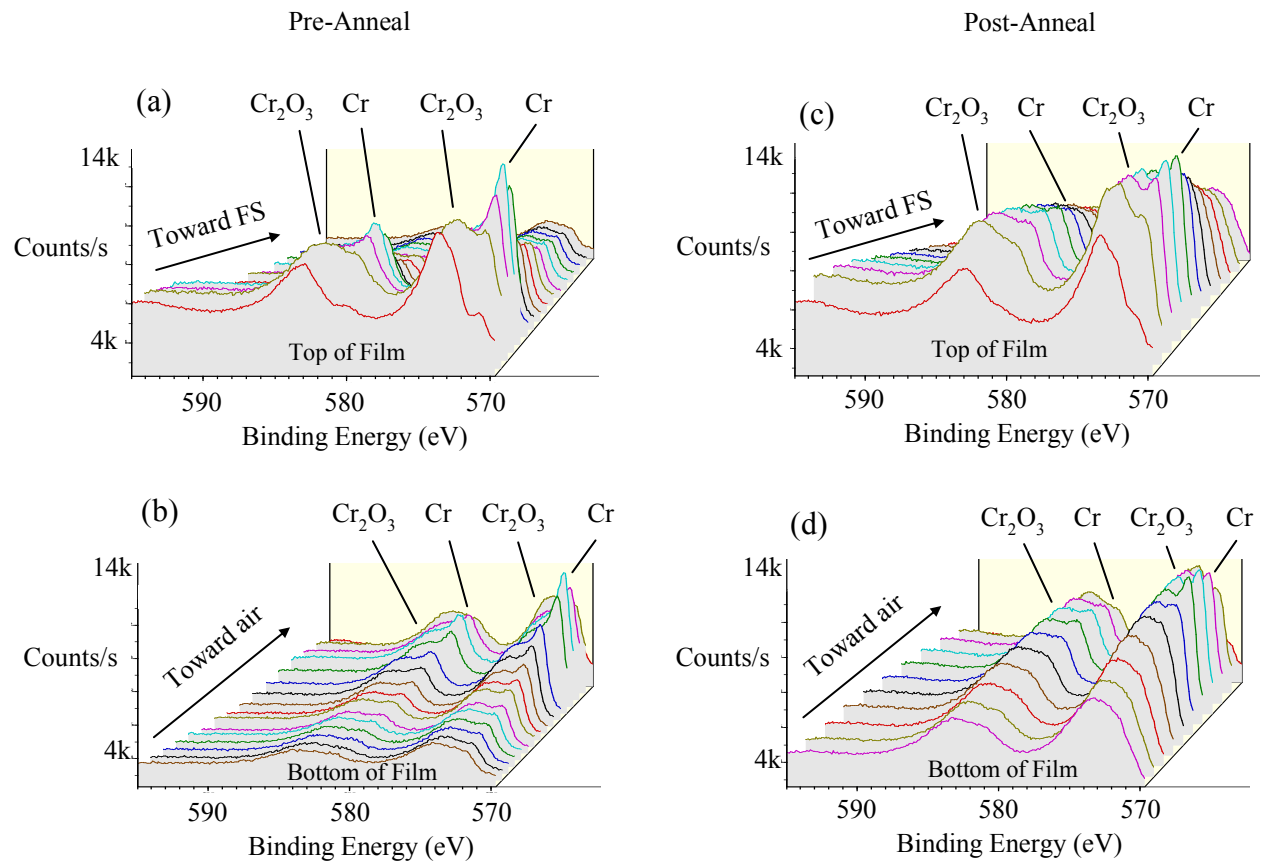 Pre-Anneal
Post-Anneal
(a)
Cr₂O₃ Cr Cr₂O₃ Cr
14k
Toward FS
Counts/s
4k
Top of Film
590 580 570
Binding Energy (eV)
(c)
Cr₂O₃ Cr Cr₂O₃ Cr
14k
Toward FS
Counts/s
4k
Top of Film
590 580 570
Binding Energy (eV)
(b)
Cr₂O₃ Cr Cr₂O₃ Cr
14k
Toward air
Counts/s
4k
Bottom of Film
590 580 570
Binding Energy (eV)
(d)
Cr₂O₃ Cr Cr₂O₃ Cr
14k
Toward air
Counts/s
4k
Bottom of Film
590 580 570
Binding Energy (eV)